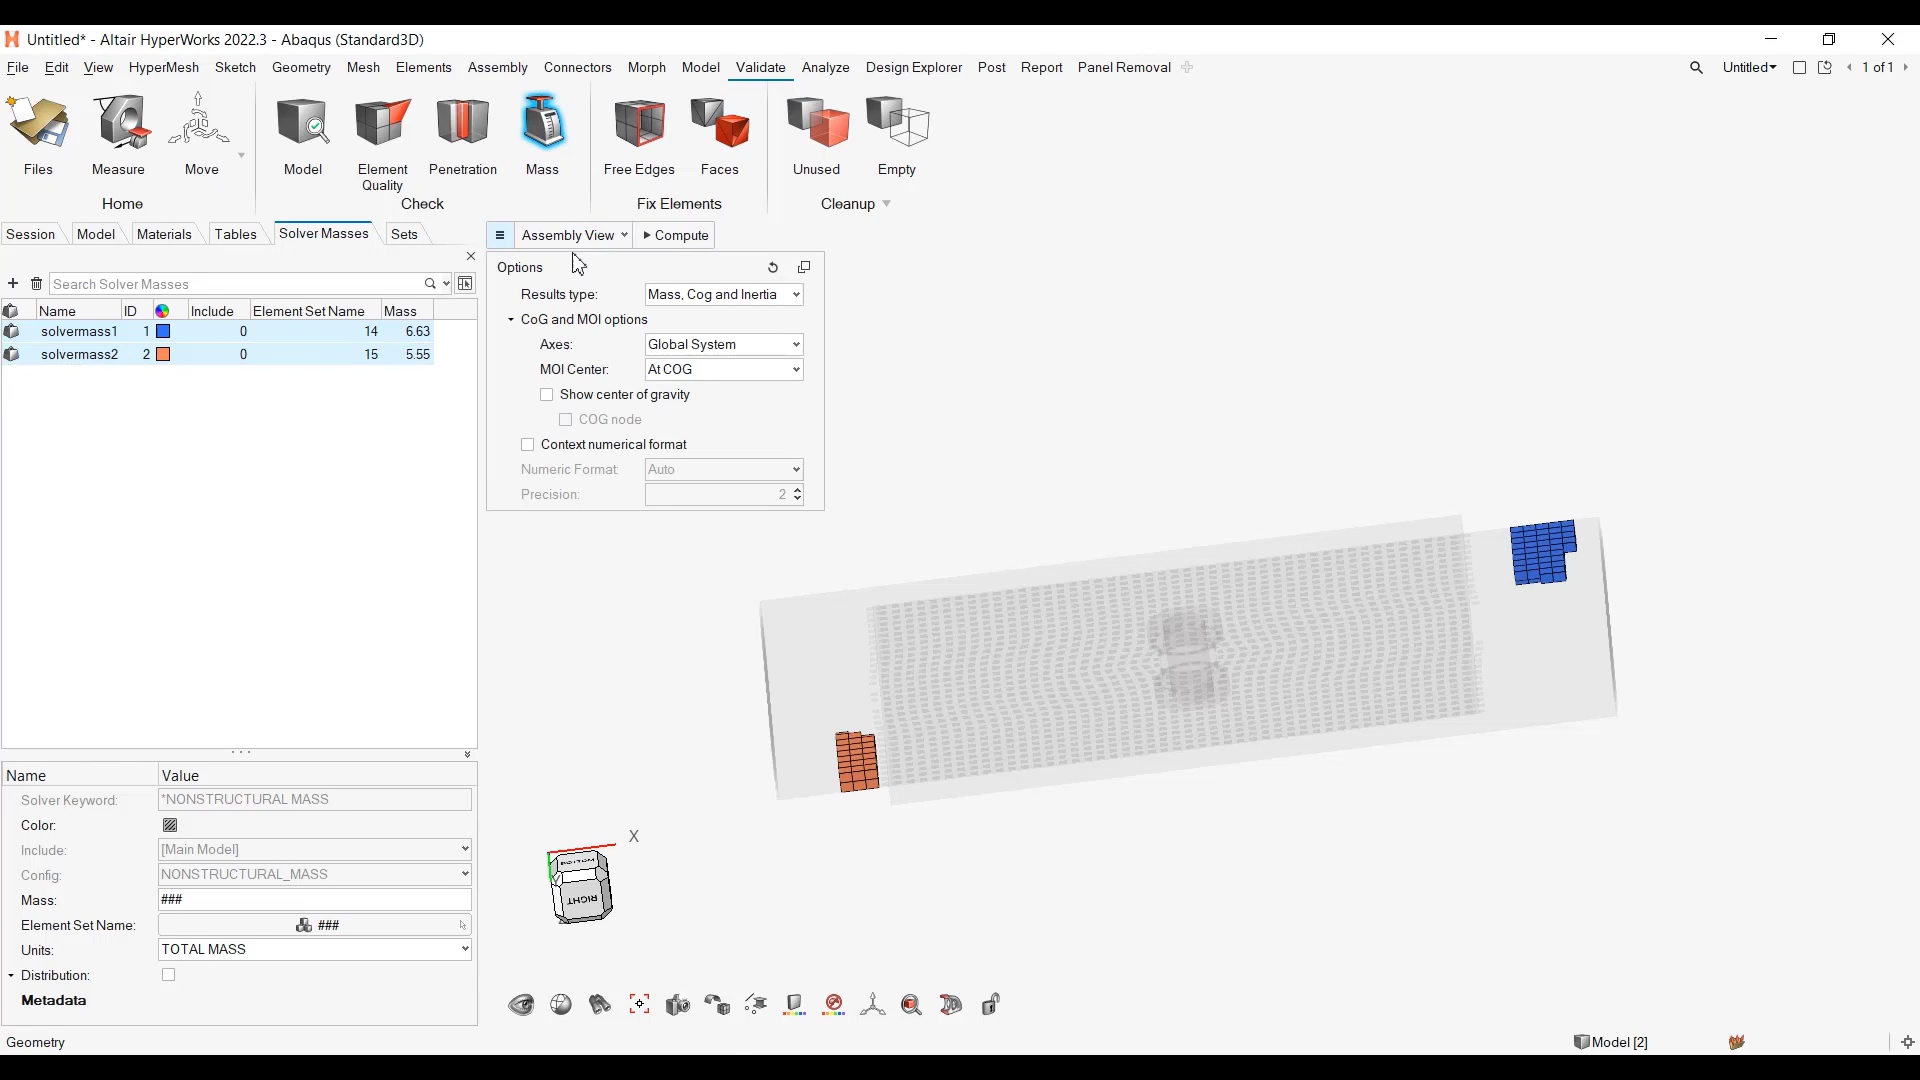 Untitled* - Altair HyperWorks 2022.3 - Abaqus (Standard3D)
File Edit View HyperMesh Sketch Geometry Mesh Elements Assembly Connectors Morph Model Validate Analyze Design Explorer Post Report Panel Removal Untitled 1 of 1
Files Measure Move Model Element Quality Penetration Mass Free Edges Faces Unused Empty
Home Check Fix Elements Cleanup
Session Model Materials Tables Solver Masses Sets Assembly View Compute
Options
Search Solver Masses
Results type: Mass, Cog and Inertia
Name ID Include Element Set Name Mass
CoG and MOI options
solvermass1 1 0 14 6.63
Axes: Global System
solvermass2 2 0 15 5.55
MOI Center: At COG
Show center of gravity
COG node
Context numerical format
Numeric Format: Auto
Precision: 2
Name Value
Solver Keyword: *NONSTRUCTURAL MASS
Color:
Include: [Main Model]
Config: NONSTRUCTURAL_MASS
Mass: ###
Element Set Name: ###
Units: TOTAL MASS
Distribution:
Metadata
X
RIGHT
Geometry
Model [2]